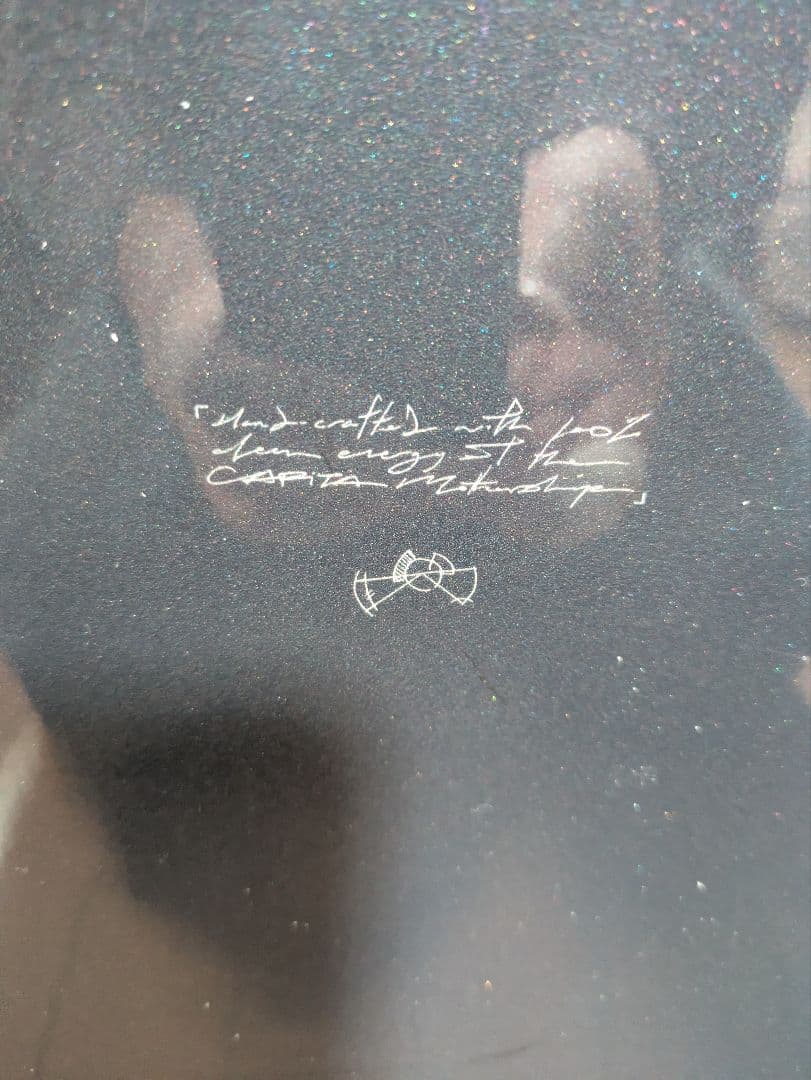 「Hand-crafted with 100%
clean energy at the
CAPiTA Mothership」